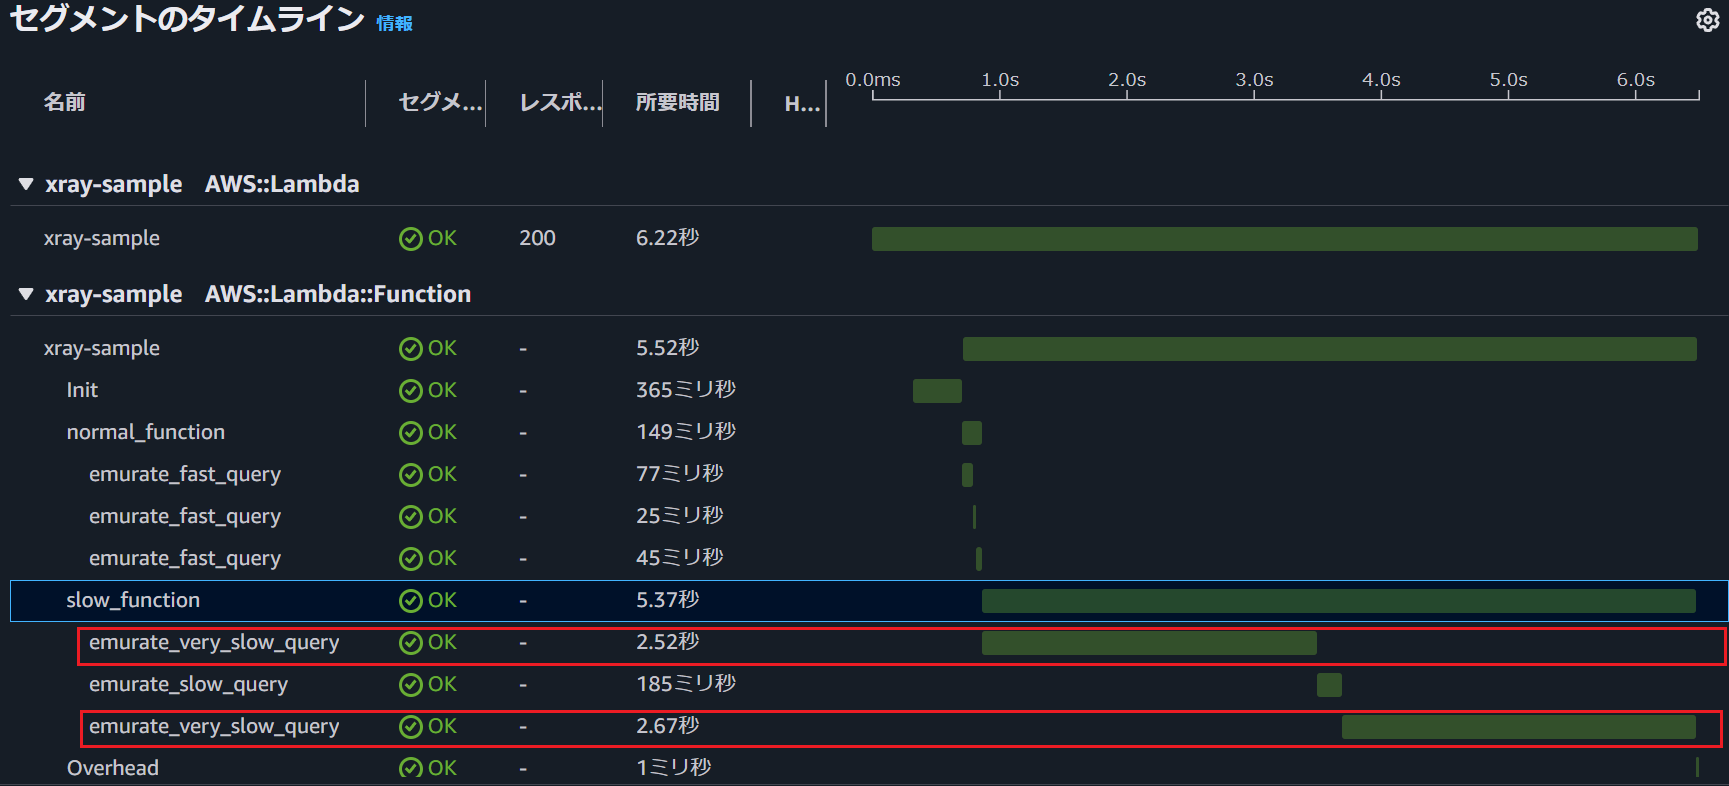 セグメントのタイムライン 情報
名前 セグメ... レスポ... 所要時間 H... 0.0ms 1.0s 2.0s 3.0s 4.0s 5.0s 6.0s
xray-sample AWS::Lambda
xray-sample OK 200 6.22秒
xray-sample AWS::Lambda::Function
xray-sample OK - 5.52秒
Init OK - 365ミリ秒
normal_function OK - 149ミリ秒
emurate_fast_query OK - 77ミリ秒
emurate_fast_query OK - 25ミリ秒
emurate_fast_query OK - 45ミリ秒
slow_function OK - 5.37秒
emurate_very_slow_query OK - 2.52秒
emurate_slow_query OK - 185ミリ秒
emurate_very_slow_query OK - 2.67秒
Overhead OK - 1ミリ秒